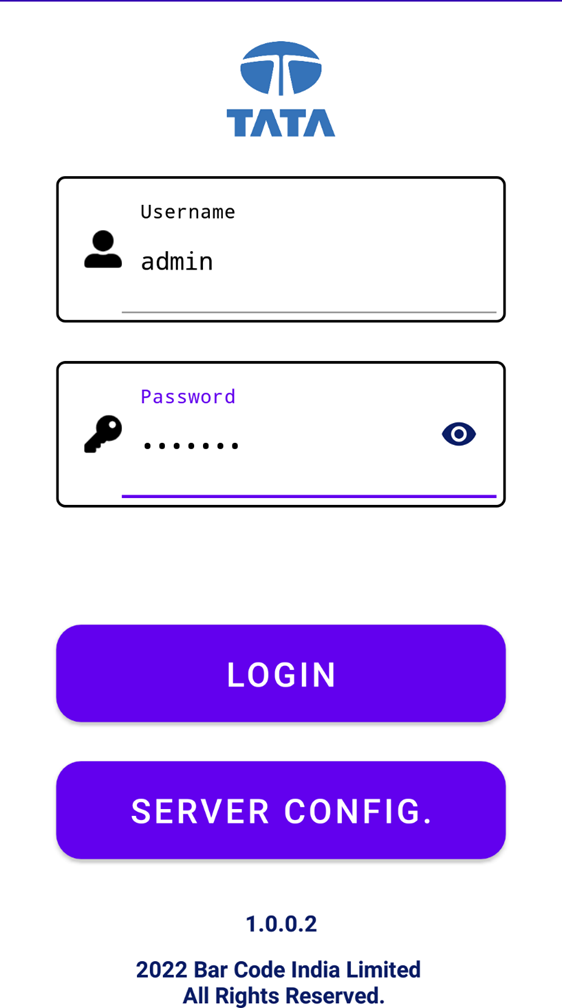 TATA
Username
admin
Password
.......
LOGIN
SERVER CONFIG.
1.0.0.2
2022 Bar Code India Limited
All Rights Reserved.